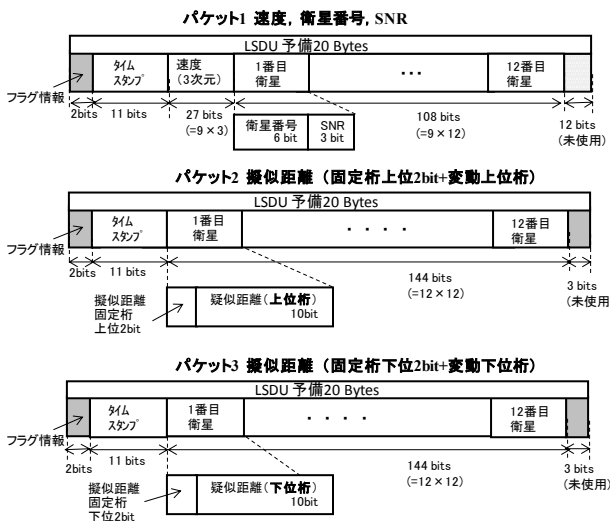 パケット1 速度, 衛星番号, SNR
LSDU 予備20 Bytes
タイム
スタンプ
速度
(3次元)
1番目
衛星
・・・
12番目
衛星
フラグ情報
2bits
11 bits
27 bits
(=9×3)
108 bits
(=9×12)
12 bits
(未使用)
衛星番号
6 bit
SNR
3 bit
パケット2 擬似距離 (固定桁上位2bit+変動上位桁)
LSDU 予備20 Bytes
タイム
スタンプ
1番目
衛星
・・・・
12番目
衛星
フラグ情報
2bits
11 bits
144 bits
(=12×12)
3 bits
(未使用)
擬似距離
固定桁
上位2bit
疑似距離(上位桁)
10bit
パケット3 擬似距離 (固定桁下位2bit+変動下位桁)
LSDU 予備20 Bytes
タイム
スタンプ
1番目
衛星
・・・・
12番目
衛星
フラグ情報
2bits
11 bits
144 bits
(=12×12)
3 bits
(未使用)
擬似距離
固定桁
下位2bit
疑似距離(下位桁)
10bit